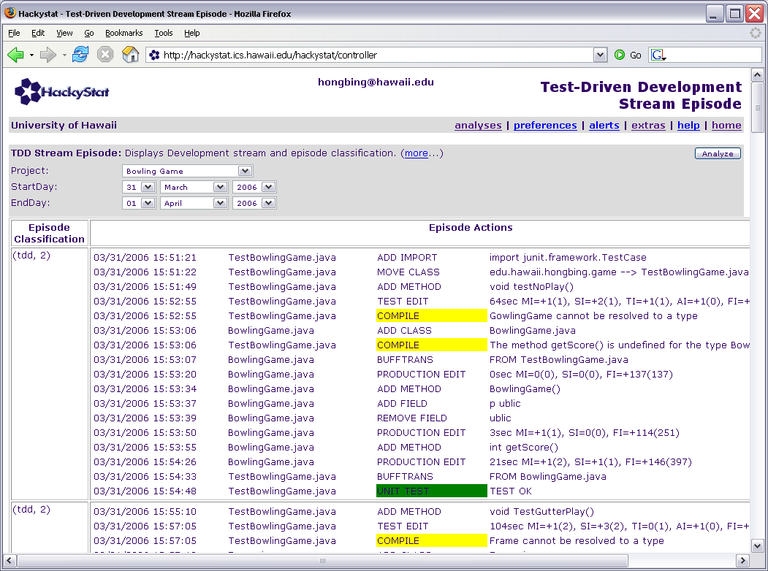 Hackystat - Test-Driven Development Stream Episode - Mozilla Firefox
File Edit View Go Bookmarks Tools Help
http://hackystat.ics.hawaii.edu/hackystat/controller Go
HackyStat hongbing@hawaii.edu Test-Driven Development
Stream Episode
University of Hawaii analyses | preferences | alerts | extras | help | home
TDD Stream Episode: Displays Development stream and episode classification. (more...) Analyze
Project: Bowling Game
StartDay: 31 March 2006
EndDay: 01 April 2006
Episode Classification Episode Actions
(tdd, 2) 03/31/2006 15:51:21 TestBowlingGame.java ADD IMPORT import junit.framework.TestCase
03/31/2006 15:51:22 TestBowlingGame.java MOVE CLASS edu.hawaii.hongbing.game --> TestBowlingGame.java
03/31/2006 15:51:49 TestBowlingGame.java ADD METHOD void testNoPlay()
03/31/2006 15:52:55 TestBowlingGame.java TEST EDIT 64sec MI=+1(1), SI=+2(1), TI=+1(1), AI=+1(0), FI=+
03/31/2006 15:52:55 TestBowlingGame.java COMPILE GowlingGame cannot be resolved to a type
03/31/2006 15:53:06 BowlingGame.java ADD CLASS BowlingGame.java
03/31/2006 15:53:06 TestBowlingGame.java COMPILE The method getScore() is undefined for the type Bow
03/31/2006 15:53:07 BowlingGame.java BUFFTRANS FROM TestBowlingGame.java
03/31/2006 15:53:20 BowlingGame.java PRODUCTION EDIT 0sec MI=0(0), SI=0(0), FI=+137(137)
03/31/2006 15:53:34 BowlingGame.java ADD METHOD BowlingGame()
03/31/2006 15:53:37 BowlingGame.java ADD FIELD p ublic
03/31/2006 15:53:39 BowlingGame.java REMOVE FIELD ublic
03/31/2006 15:53:50 BowlingGame.java PRODUCTION EDIT 3sec MI=+1(1), SI=0(0), FI=+114(251)
03/31/2006 15:53:55 BowlingGame.java ADD METHOD int getScore()
03/31/2006 15:54:26 BowlingGame.java PRODUCTION EDIT 21sec MI=+1(2), SI=+1(1), FI=+146(397)
03/31/2006 15:54:33 TestBowlingGame.java BUFFTRANS FROM BowlingGame.java
03/31/2006 15:54:48 TestBowlingGame.java UNIT TEST TEST OK
(tdd, 2) 03/31/2006 15:55:10 TestBowlingGame.java ADD METHOD void TestGutterPlay()
03/31/2006 15:57:05 TestBowlingGame.java TEST EDIT 104sec MI=+1(2), SI=+3(2), TI=0(1), AI=+1(0), FI=+
03/31/2006 15:57:05 TestBowlingGame.java COMPILE Frame cannot be resolved to a type